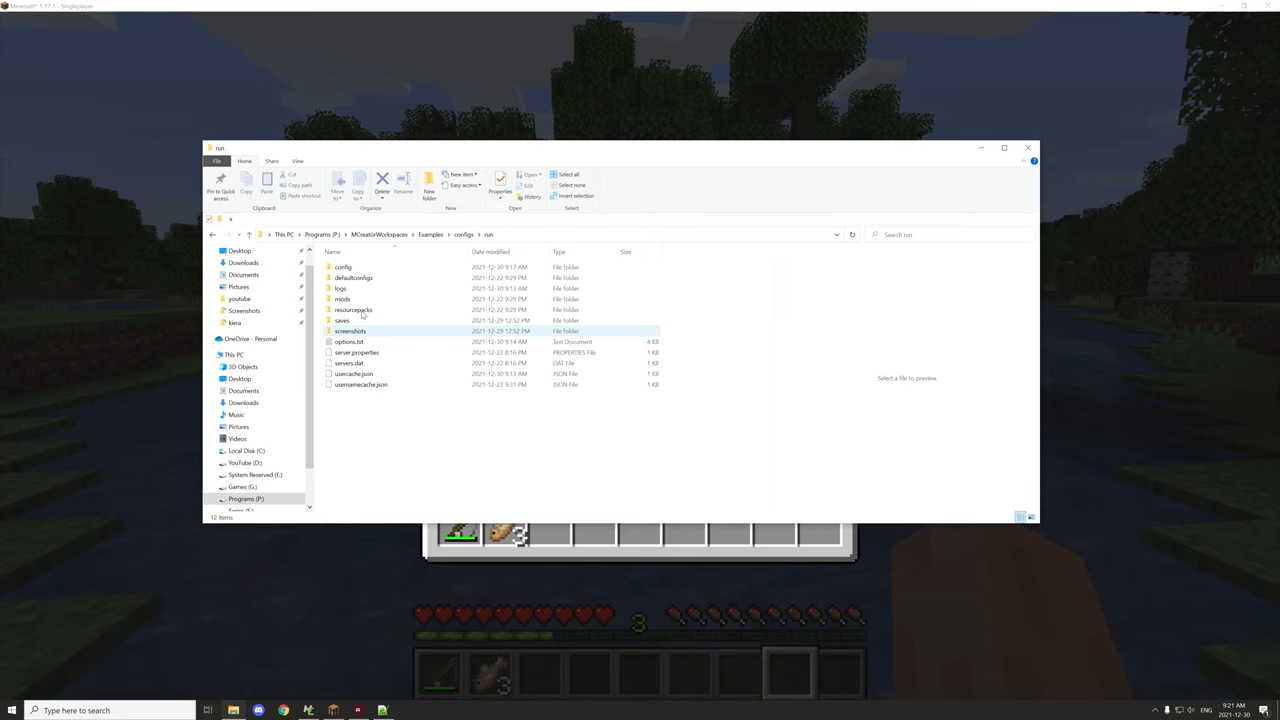 Minecraft* 1.17.1 - Singleplayer
run
File Home Share View
Pin to Quick access
Copy
Paste
Cut
Copy path
Paste shortcut
Clipboard
Move to
Copy to
Delete
Rename
Organize
New folder
New item
Easy access
New
Properties
Open
Edit
History
Open
Select all
Select none
Invert selection
Select
This PC > Programs (P:) > MCreatorWorkspaces > Examples > configs > run
Search run
Name Date modified Type Size
Desktop
Downloads
Documents
Pictures
youtube
Screenshots
kiera
OneDrive - Personal
This PC
3D Objects
Desktop
Documents
Downloads
Music
Pictures
Videos
Local Disk (C:)
YouTube (D:)
System Reserved (E:)
Games (G:)
Programs (P:)
config 2021-12-30 9:17 AM File folder
defaultconfigs 2021-12-22 9:29 PM File folder
logs 2021-12-30 9:13 AM File folder
mods 2021-12-22 9:29 PM File folder
resourcepacks 2021-12-22 9:29 PM File folder
saves 2021-12-29 12:52 PM File folder
screenshots 2021-12-29 12:52 PM File folder
options.txt 2021-12-30 9:14 AM Text Document 4 KB
server.properties 2021-12-22 8:16 PM PROPERTIES File 1 KB
servers.dat 2021-12-22 8:16 PM DAT File 1 KB
usercache.json 2021-12-30 9:13 AM JSON File 1 KB
usernamecache.json 2021-12-22 9:31 PM JSON File 1 KB
Select a file to preview.
12 items
3
3
3
Type here to search
ENG
9:21 AM
2021-12-30